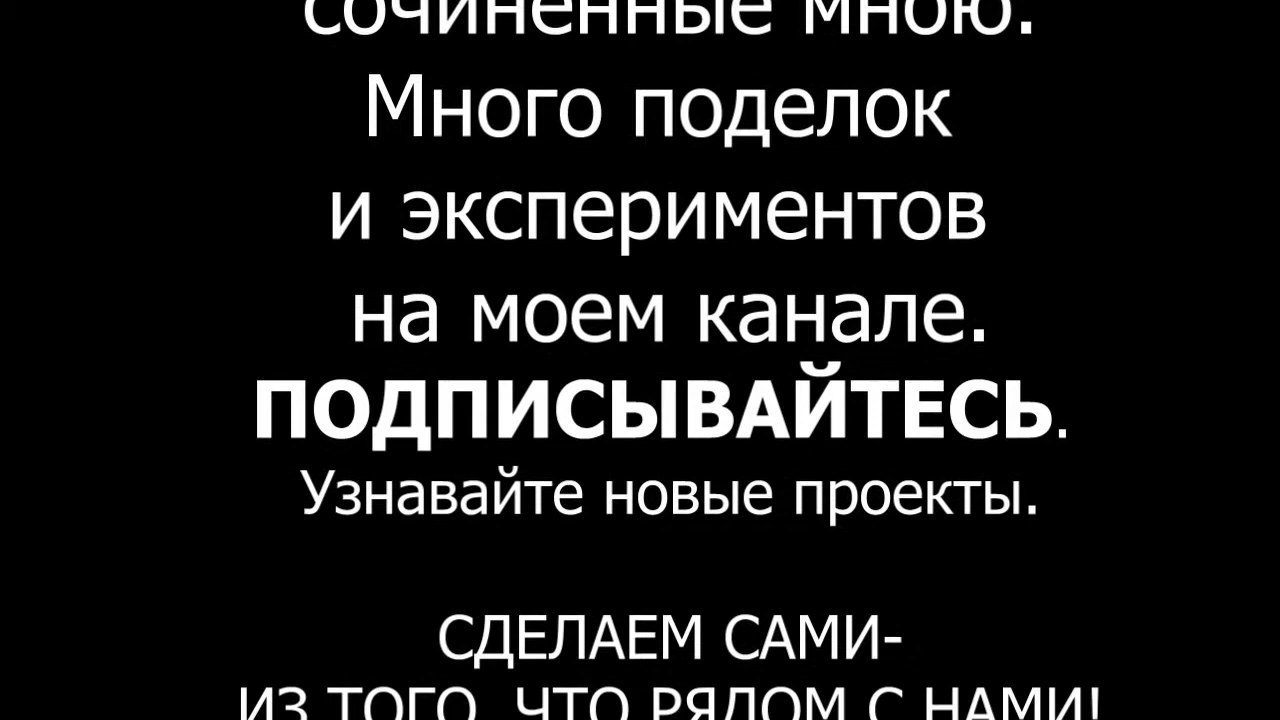 сочиненные мною.
Много поделок
и экспериментов
на моем канале.
ПОДПИСЫВАЙТЕСЬ.
Узнавайте новые проекты.
СДЕЛАЕМ САМИ-
ИЗ ТОГО, ЧТО РЯДОМ С НАМИ!